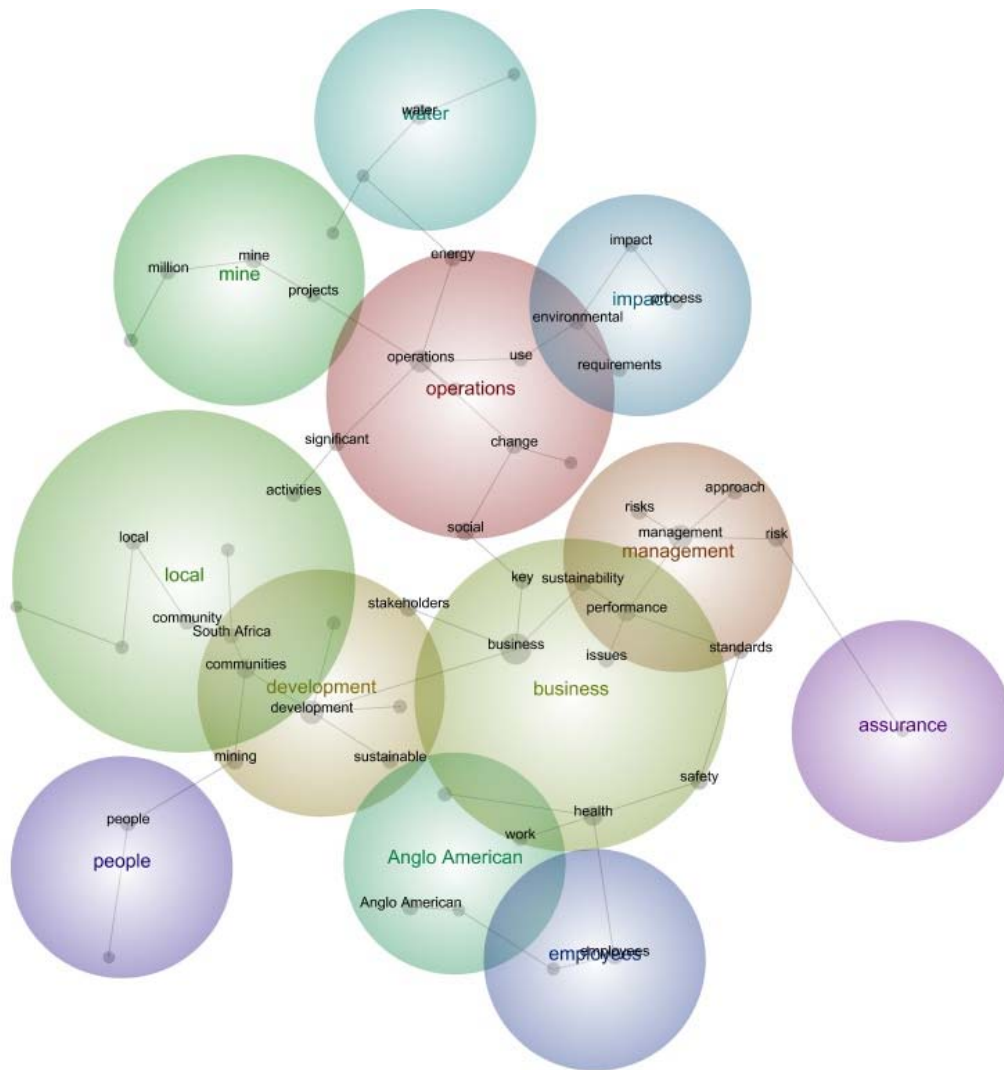 water
water
mine
million
mine
projects
energy
impact
impact
process
environmental
requirements
operations
use
operations
significant
change
activities
social
approach
risks
management
risk
management
local
local
key
sustainability
stakeholders
performance
community
South Africa
business
issues
standards
communities
development
development
business
assurance
mining
sustainable
safety
people
people
health
work
Anglo American
Anglo American
employees
employees